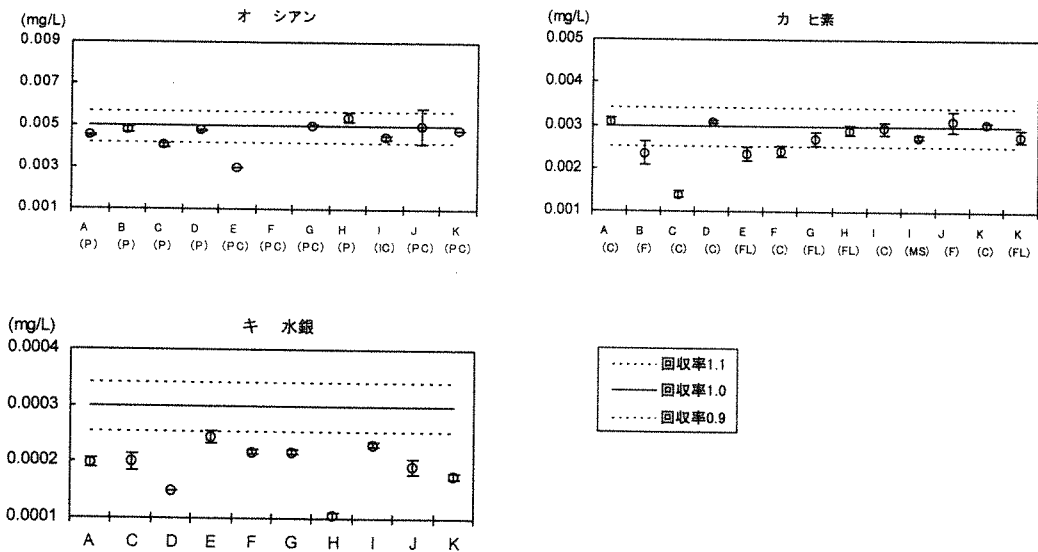 (mg/L)
オ シアン
0.009
0.007
0.005
0.003
0.001
A B C D E F G H I J K
(P) (P) (P) (P) (PC) (PC) (PC) (P) (IC) (PC) (PC)
(mg/L)
カ ヒ素
0.005
0.004
0.003
0.002
0.001
A B C D E F G H I I J K K
(C) (F) (C) (C) (FL) (C) (FL) (FL) (C) (MS) (F) (C) (FL)
(mg/L)
キ 水銀
0.0004
0.0003
0.0002
0.0001
A C D E F G H I J K
回収率1.1
回収率1.0
回収率0.9